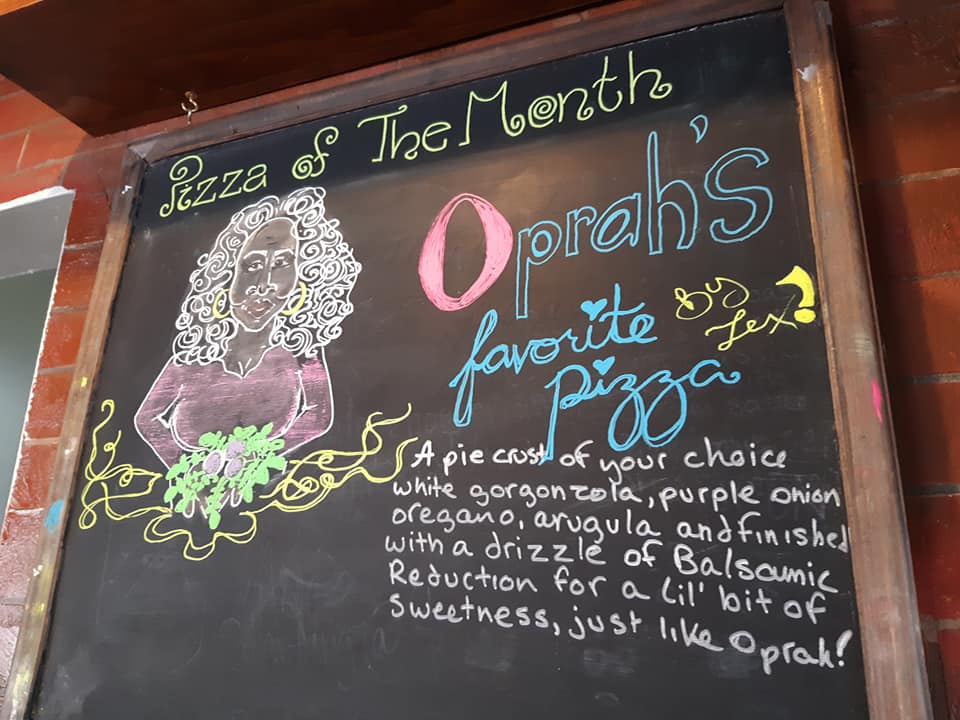 Pizza of The Month
Oprah's
favorite
pizza
By
Lex!
A pie crust of your choice
white gorgonzola, purple onion
oregano, arugula and finished
with a drizzle of Balsamic
Reduction for a Lil' bit of
sweetness, just like Oprah!